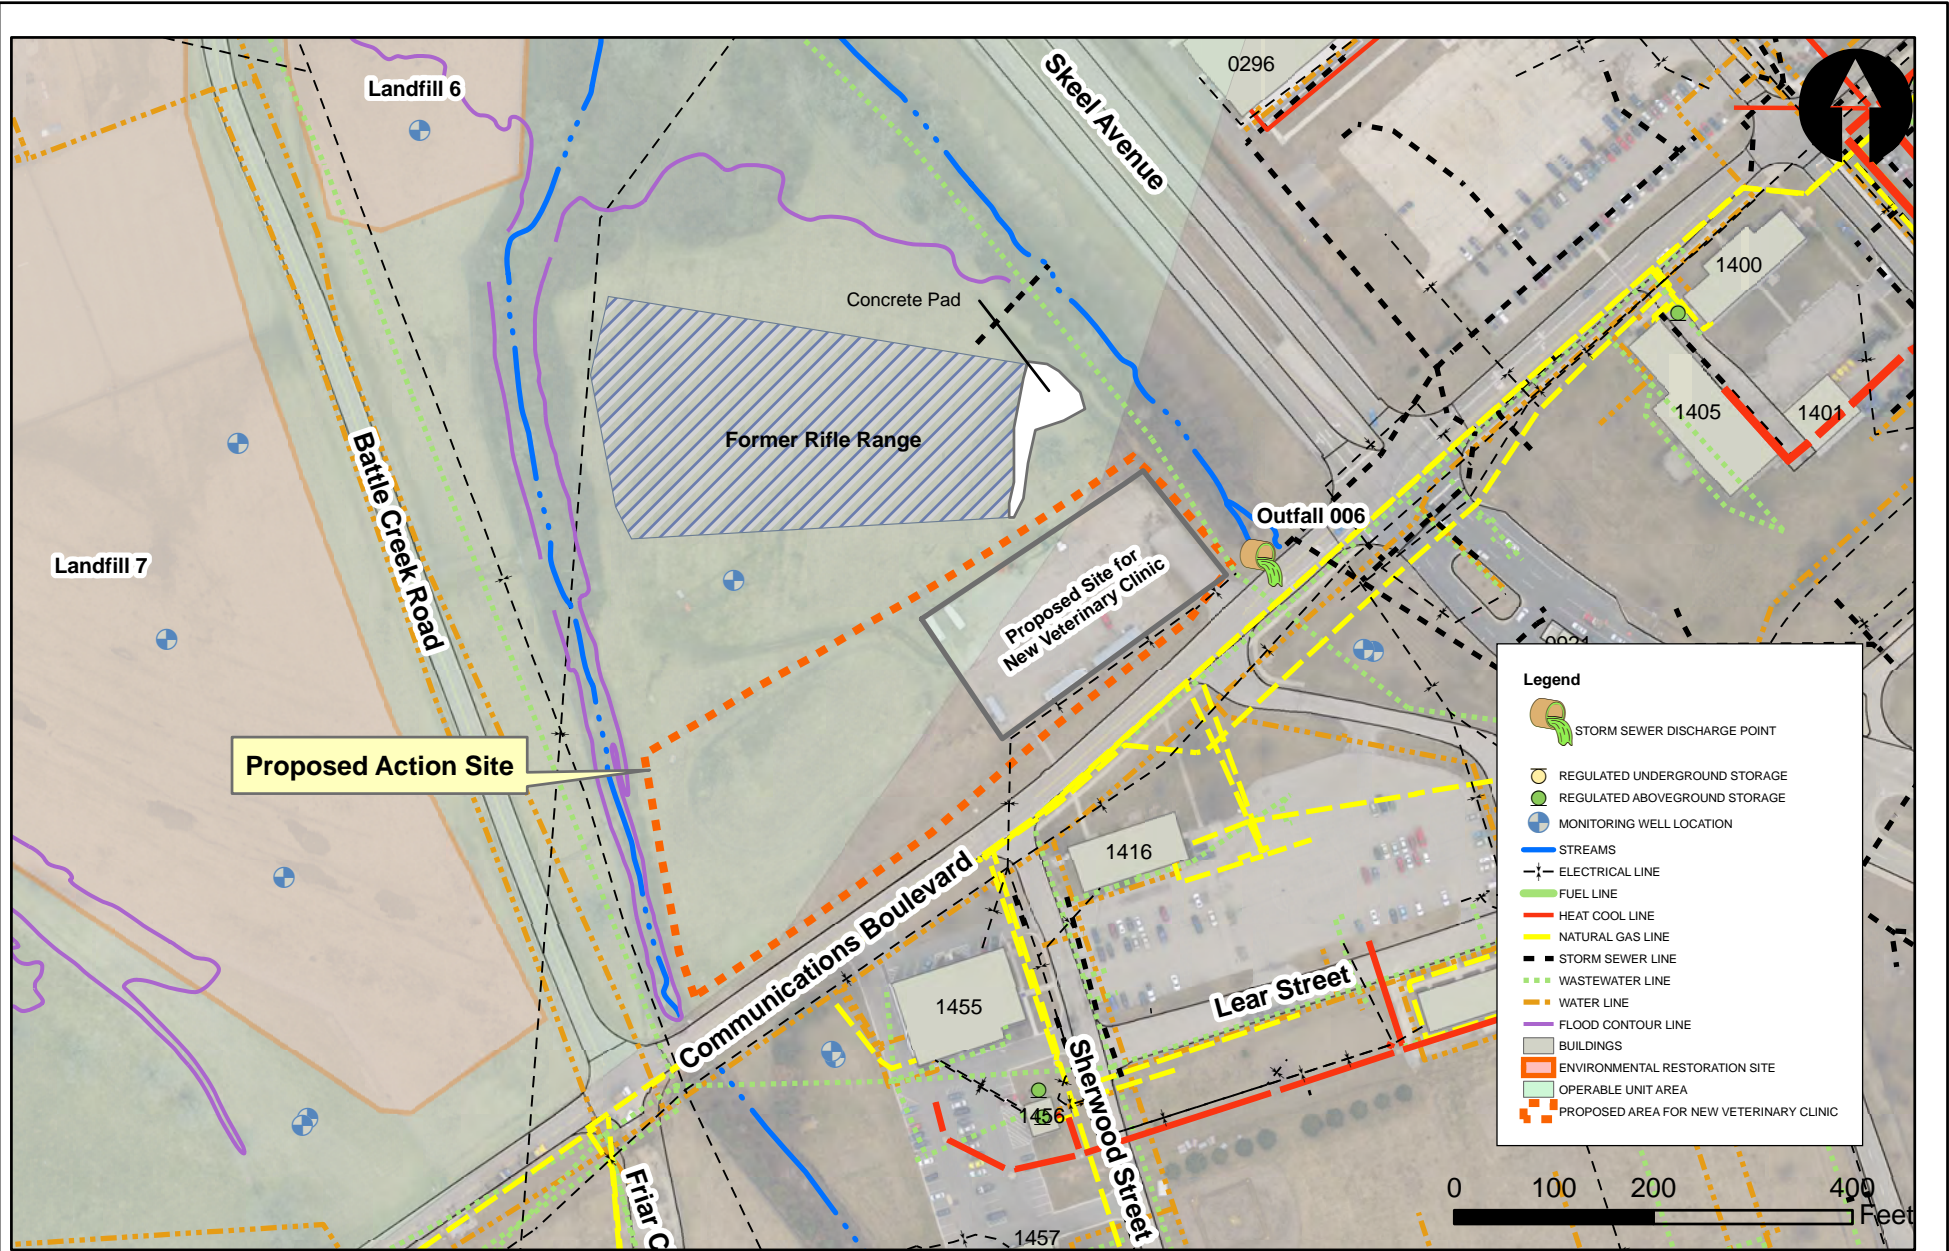 Landfill 6
0296
Skeel Avenue
1400
Concrete Pad
1405
1401
Former Rifle Range
Battle Creek Road
Outfall 006
Landfill 7
Proposed Site for
New Veterinary Clinic
Proposed Action Site
1416
Communications Boulevard
1455
Lear Street
Sherwood Street
1456
Friar C
1457
Legend
STORM SEWER DISCHARGE POINT
REGULATED UNDERGROUND STORAGE
REGULATED ABOVEGROUND STORAGE
MONITORING WELL LOCATION
STREAMS
ELECTRICAL LINE
FUEL LINE
HEAT COOL LINE
NATURAL GAS LINE
STORM SEWER LINE
WASTEWATER LINE
WATER LINE
FLOOD CONTOUR LINE
BUILDINGS
ENVIRONMENTAL RESTORATION SITE
OPERABLE UNIT AREA
PROPOSED AREA FOR NEW VETERINARY CLINIC
0 100 200 400
Feet